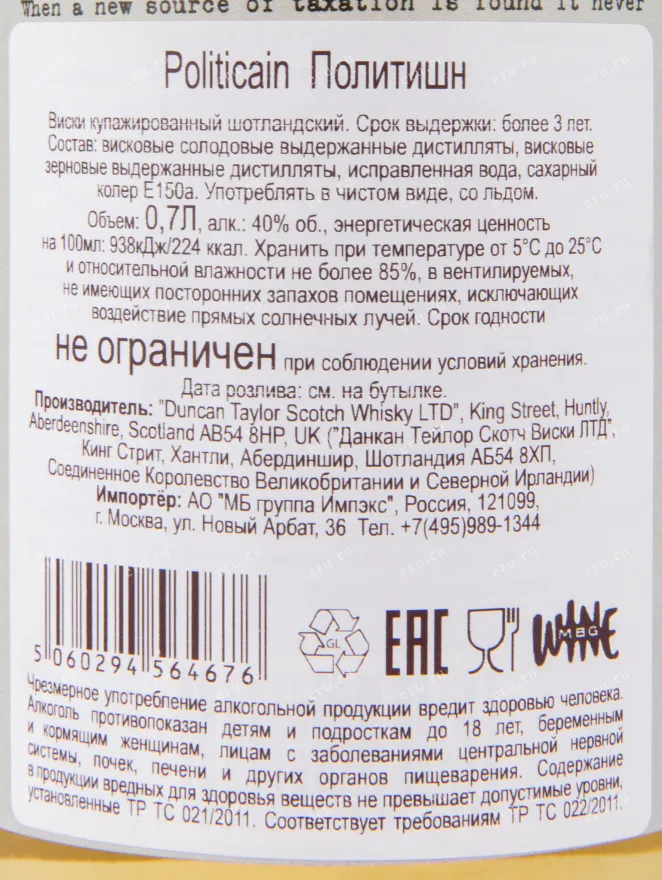 When a new source of taxation is found it never
Politicain Политишн
Виски купажированный шотландский. Срок выдержки: более 3 лет.
Состав: висковые солодовые выдержанные дистилляты, висковые
зерновые выдержанные дистилляты, исправленная вода, сахарный
колер Е150а. Употреблять в чистом виде, со льдом.
Объем: 0,7Л, алк.: 40% об., энергетическая ценность
на 100мл: 938кДж/224 ккал. Хранить при температуре от 5°С до 25°С
и относительной влажности не более 85%, в вентилируемых,
не имеющих посторонних запахов помещениях, исключающих
воздействие прямых солнечных лучей. Срок годности
не ограничен при соблюдении условий хранения.
Дата розлива: см. на бутылке.
Производитель: "Duncan Taylor Scotch Whisky LTD", King Street, Huntly,
Aberdeenshire, Scotland AB54 8HP, UK ("Данкан Тейлор Скотч Виски ЛТД",
Кинг Стрит, Хантли, Абердиншир, Шотландия АБ54 8ХП,
Соединенное Королевство Великобритании и Северной Ирландии)
Импортёр: АО "МБ группа Импэкс", Россия, 121099,
г. Москва, ул. Новый Арбат, 36 Тел. +7(495)989-1344
GL
EAC
WINE
MBG
5 060294 564676
Чрезмерное употребление алкогольной продукции вредит здоровью человека.
Алкоголь противопоказан детям и подросткам до 18 лет, беременным
и кормящим женщинам, лицам с заболеваниями центральной нервной
системы, почек, печени и других органов пищеварения. Содержание
в продукции вредных для здоровья веществ не превышает допустимые уровни,
установленные ТР ТС 021/2011. Соответствует требованиям ТР ТС 022/2011.